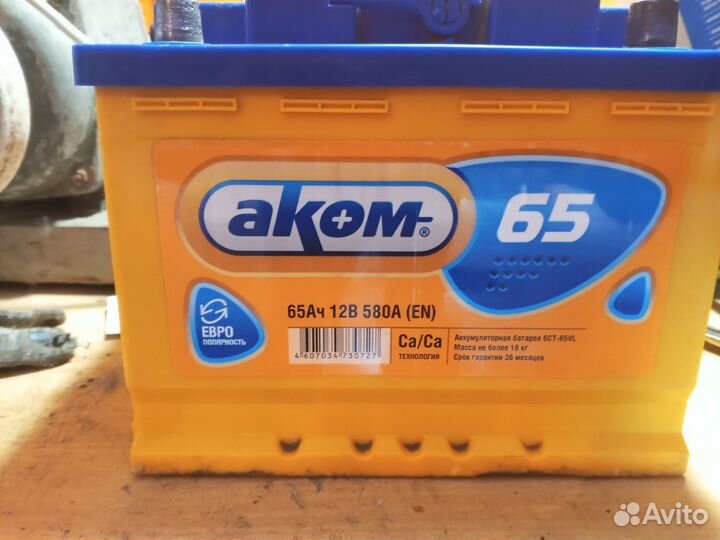 аком®
65
65Ач 12В 580А (EN)
ЕВРО
ПОЛЯРНОСТЬ
4607034730727
Ca/Ca
ТЕХНОЛОГИЯ
Аккумуляторная батарея 6СТ-65VL
Масса не более 16 кг
Срок гарантии 36 месяцев
Avito